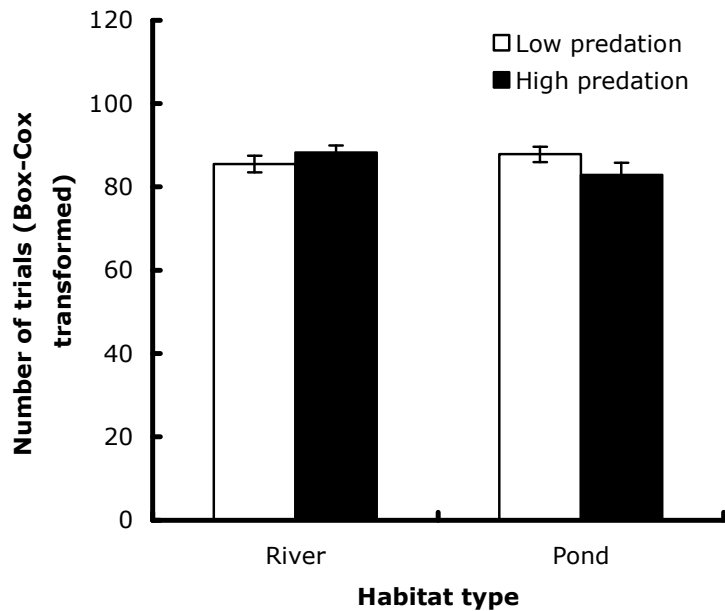 120
100
80
60
40
20
0
Number of trials (Box-Cox
transformed)
Low predation
High predation
River Pond
Habitat type